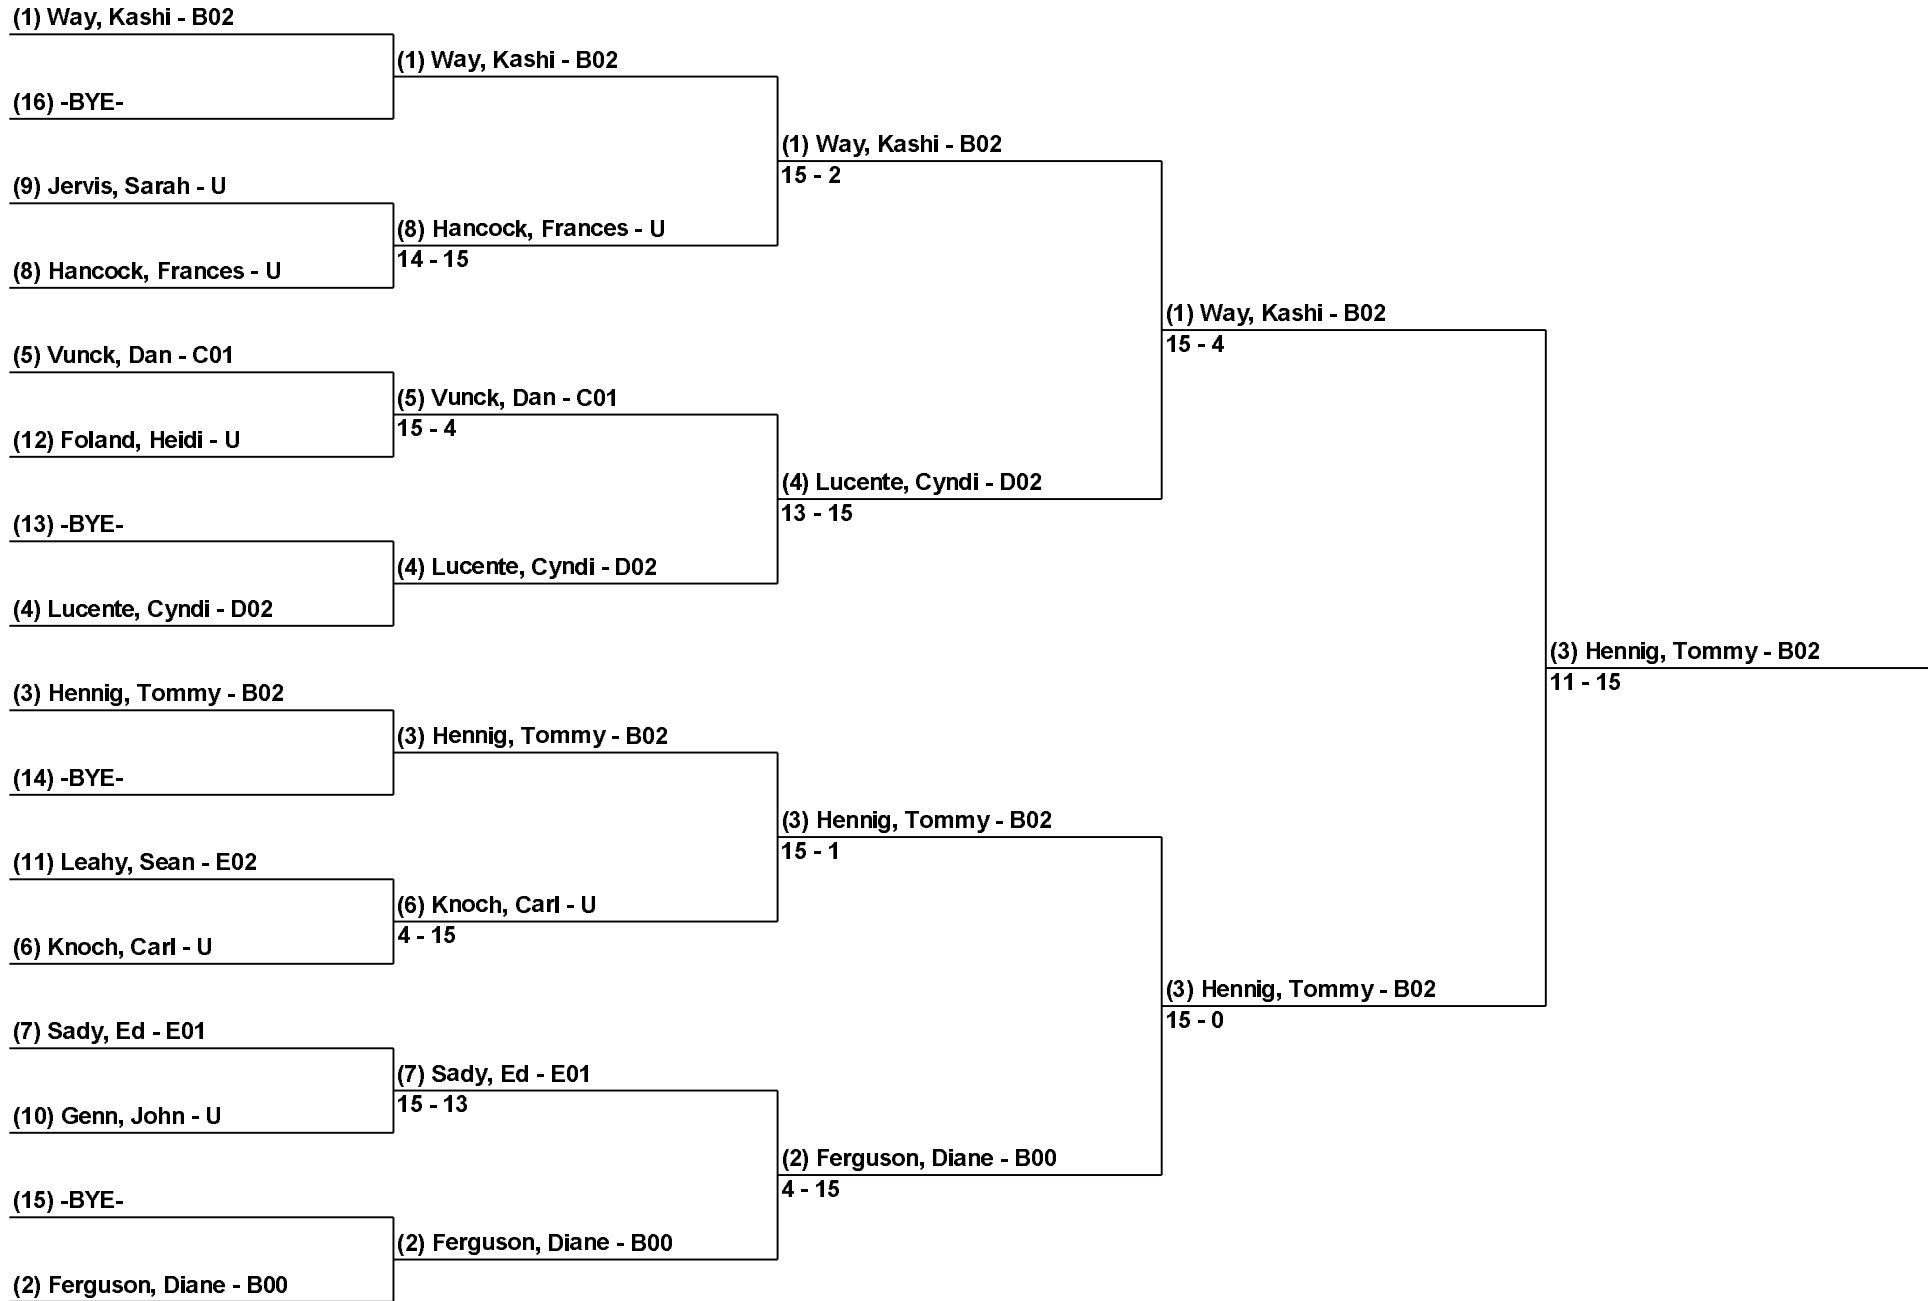 (1) Way, Kashi - B02
(16) -BYE-
(9) Jervis, Sarah - U
(8) Hancock, Frances - U
(5) Vunck, Dan - C01
(12) Foland, Heidi - U
(13) -BYE-
(4) Lucente, Cyndi - D02
(3) Hennig, Tommy - B02
(14) -BYE-
(11) Leahy, Sean - E02
(6) Knoch, Carl - U
(7) Sady, Ed - E01
(10) Genn, John - U
(15) -BYE-
(2) Ferguson, Diane - B00
(1) Way, Kashi - B02
(8) Hancock, Frances - U
14 - 15
(5) Vunck, Dan - C01
15 - 4
(4) Lucente, Cyndi - D02
(3) Hennig, Tommy - B02
(6) Knoch, Carl - U
4 - 15
(7) Sady, Ed - E01
15 - 13
(2) Ferguson, Diane - B00
(1) Way, Kashi - B02
15 - 2
(4) Lucente, Cyndi - D02
13 - 15
(3) Hennig, Tommy - B02
15 - 1
(2) Ferguson, Diane - B00
4 - 15
(1) Way, Kashi - B02
15 - 4
(3) Hennig, Tommy - B02
15 - 0
(3) Hennig, Tommy - B02
11 - 15